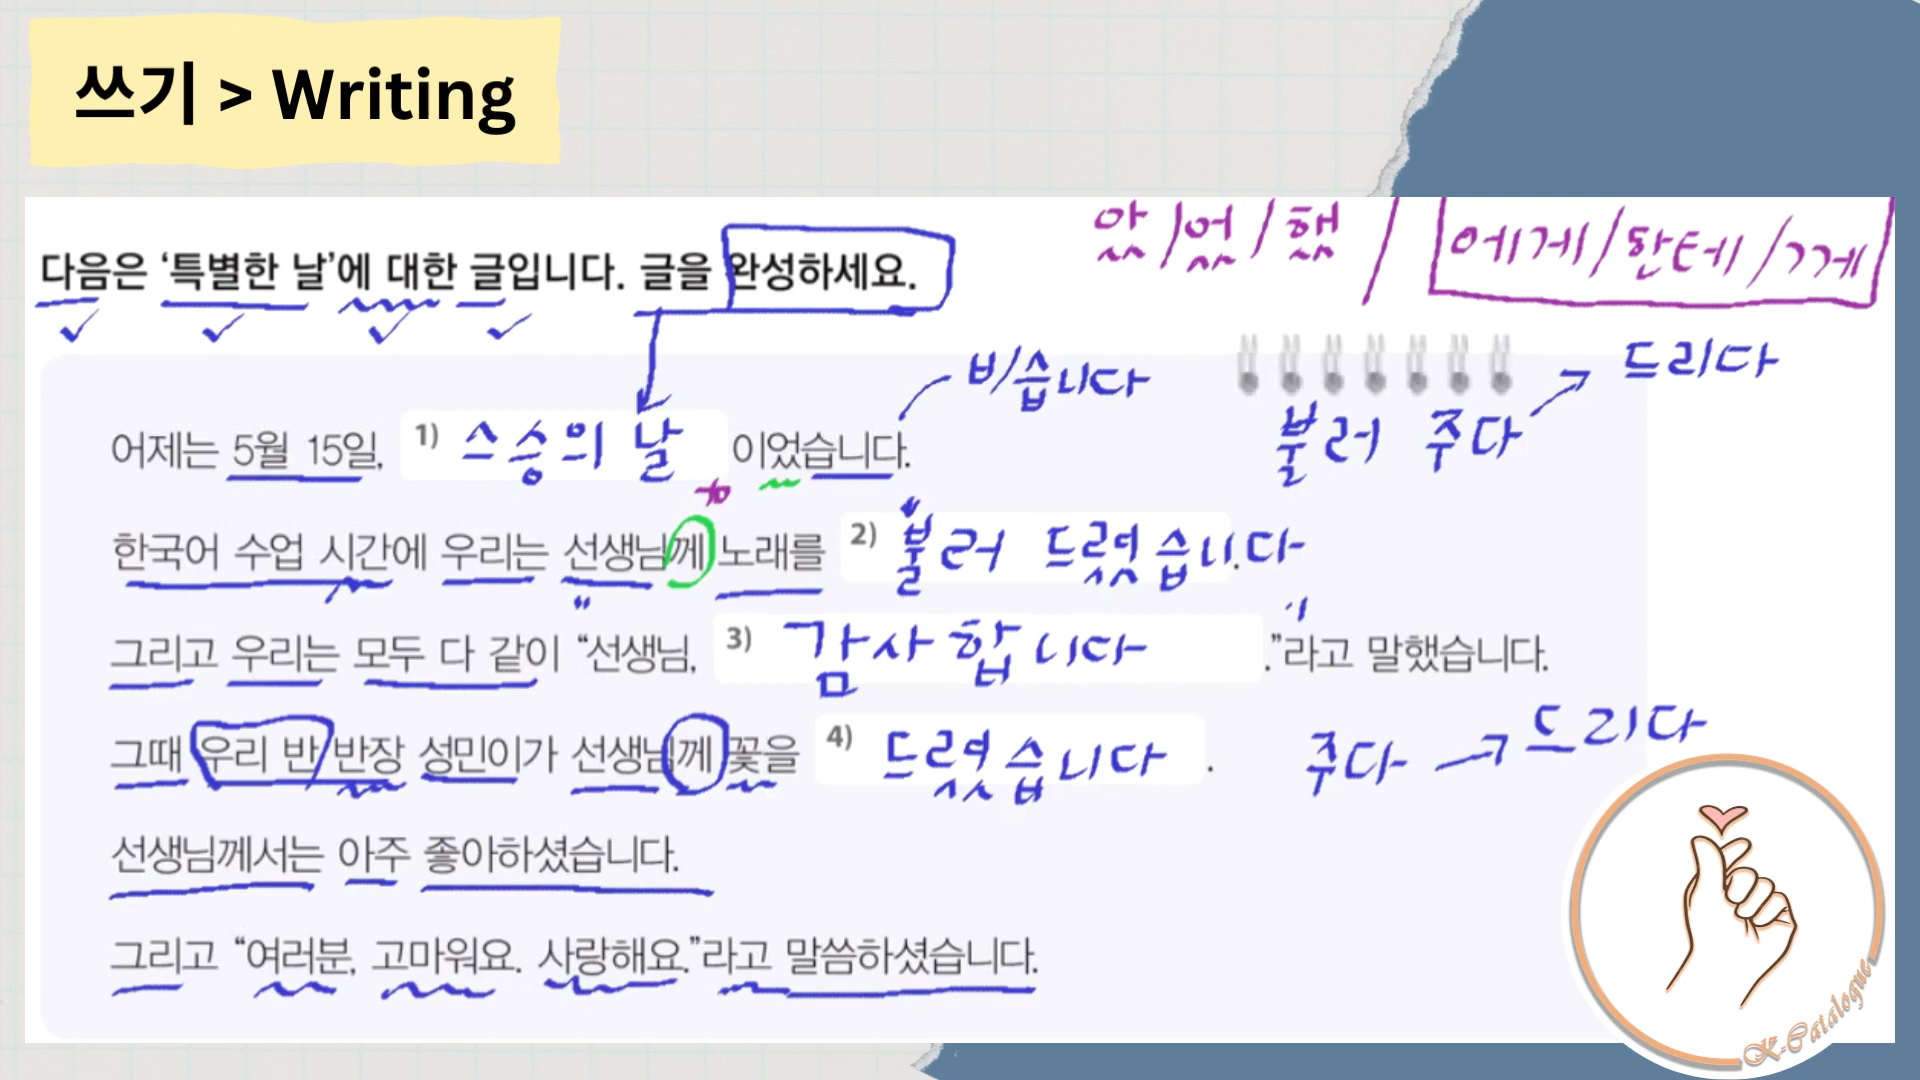 쓰기 > Writing
았/었/했 / 에게/한테/께
다음은 ‘특별한 날’에 대한 글입니다. 글을 완성하세요.
ㅂ/습니다
불러 주다 → 드리다
어제는 5월 15일, 1) 스승의 날 이었습니다.
한국어 수업 시간에 우리는 선생님께 노래를 2) 불러 드렸습니다.
그리고 우리는 모두 다 같이 “선생님, 3) 감사합니다.”라고 말했습니다.
그때 우리 반 반장 성민이가 선생님께 꽃을 4) 드렸습니다.
주다 → 드리다
선생님께서는 아주 좋아하셨습니다.
그리고 “여러분, 고마워요. 사랑해요.”라고 말씀하셨습니다.
K-Catalogue